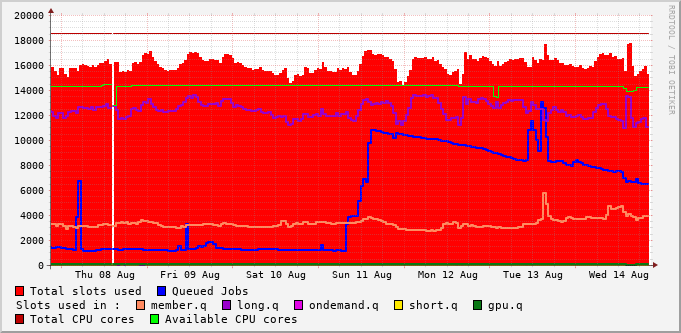 20000
18000
16000
14000
12000
10000
8000
6000
4000
2000
0
Thu 08 Aug Fri 09 Aug Sat 10 Aug Sun 11 Aug Mon 12 Aug Tue 13 Aug Wed 14 Aug
Total slots used Queued Jobs
Slots used in : member.q long.q ondemand.q short.q gpu.q
Total CPU cores Available CPU cores
RRDTOOL / TOBI OETIKER